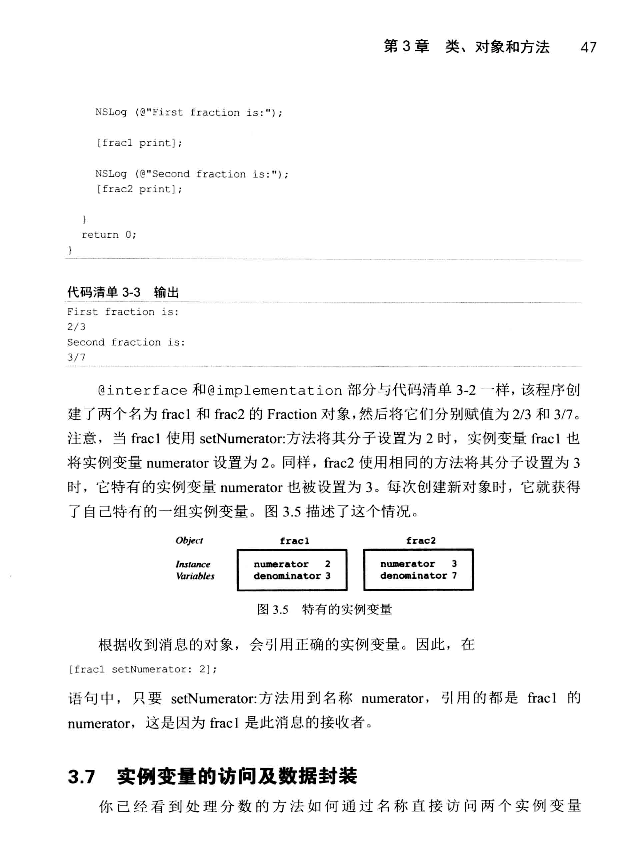 第 3 章 类、对象和方法 47
NSLog (@"First fraction is:");
[frac1 print];
NSLog (@"Second fraction is:");
[frac2 print];
}
return 0;
}
代码清单 3-3 输出
First fraction is:
2/3
Second fraction is:
3/7
@interface 和@implementation 部分与代码清单 3-2 一样，该程序创
建了两个名为 frac1 和 frac2 的 Fraction 对象，然后将它们分别赋值为 2/3 和 3/7。
注意，当 frac1 使用 setNumerator:方法将其分子设置为 2 时，实例变量 frac1 也
将实例变量 numerator 设置为 2。同样，frac2 使用相同的方法将其分子设置为 3
时，它特有的实例变量 numerator 也被设置为 3。每次创建新对象时，它就获得
了自己特有的一组实例变量。图 3.5 描述了这个情况。
Object frac1 frac2
Instance numerator 2 numerator 3
Variables denominator 3 denominator 7
图 3.5 特有的实例变量
根据收到消息的对象，会引用正确的实例变量。因此，在
[frac1 setNumerator: 2];
语句中，只要 setNumerator:方法用到名称 numerator，引用的都是 frac1 的
numerator，这是因为 frac1 是此消息的接收者。
3.7 实例变量的访问及数据封装
你已经看到处理分数的方法如何通过名称直接访问两个实例变量